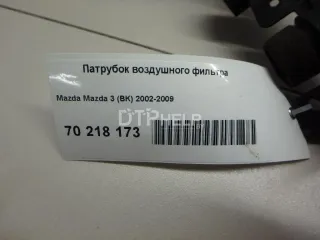 Патрубок воздушного фильтра
Mazda Mazda 3 (BK) 2002-2009
DTPHELP
70 218 173